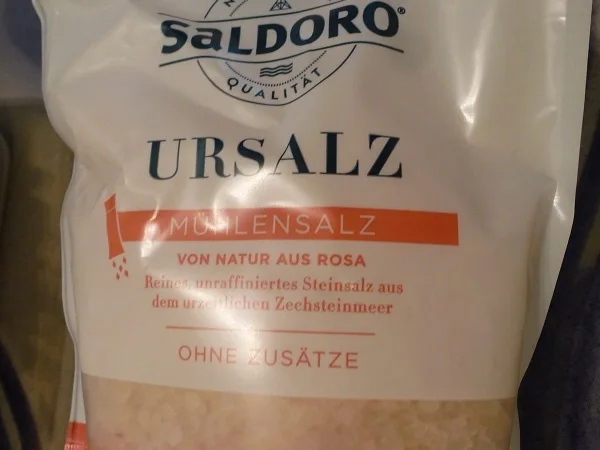 SALDORO®
QUALITÄT
URSALZ
MÜHLENSALZ
VON NATUR AUS ROSA
Reines, unraffiniertes Steinsalz aus
dem urzeitlichen Zechsteinmeer
OHNE ZUSÄTZE